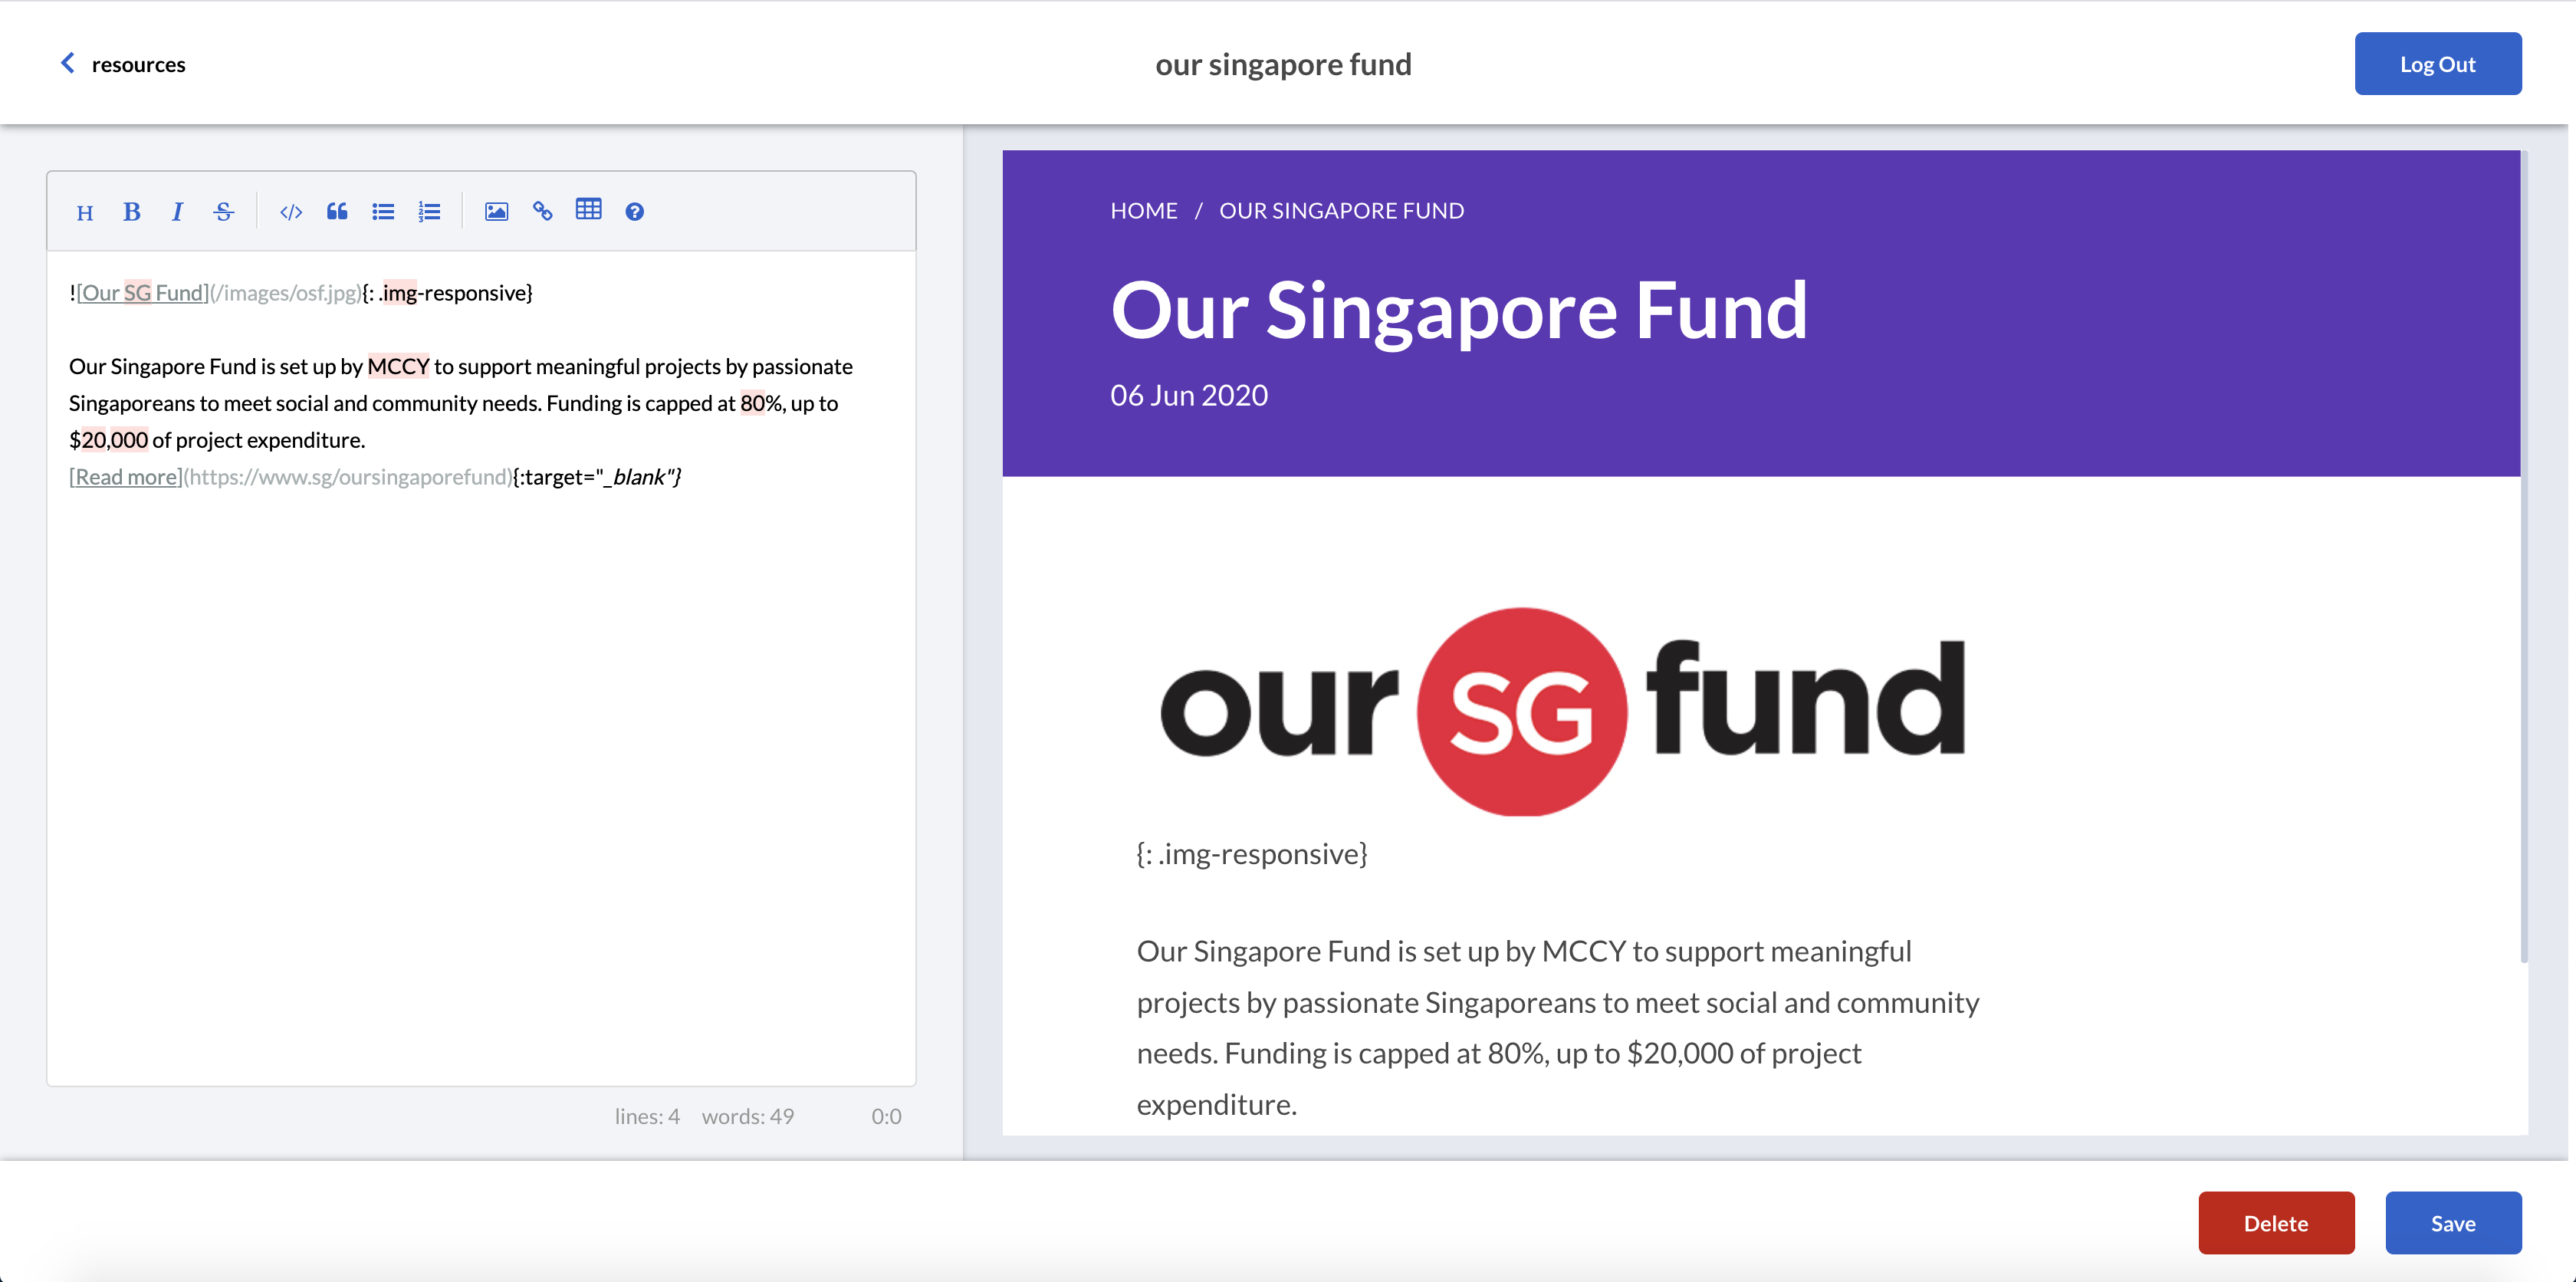 resources
our singapore fund
Log Out
H B I S
![Our SG Fund](/images/osf.jpg){: .img-responsive}
Our Singapore Fund is set up by MCCY to support meaningful projects by passionate
Singaporeans to meet social and community needs. Funding is capped at 80%, up to
$20,000 of project expenditure.
[Read more](https://www.sg/oursingaporefund){:target="_blank"}
lines: 4 words: 49 0:0
HOME / OUR SINGAPORE FUND
Our Singapore Fund
06 Jun 2020
our SG fund
{: .img-responsive}
Our Singapore Fund is set up by MCCY to support meaningful
projects by passionate Singaporeans to meet social and community
needs. Funding is capped at 80%, up to $20,000 of project
expenditure.
Delete
Save